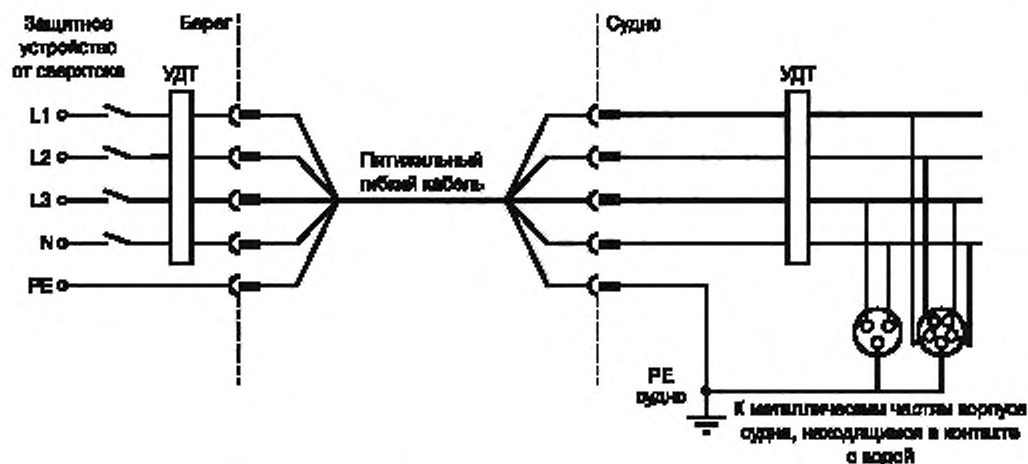 Защитное
устройство
от сверхтока
Берег
Судно
УДТ
УДТ
L1
L2
L3
N
PE
Пятижильный
гибкий кабель
PE
судно
К металлическим частям корпуса
судна, находящимся в контакте
с водой